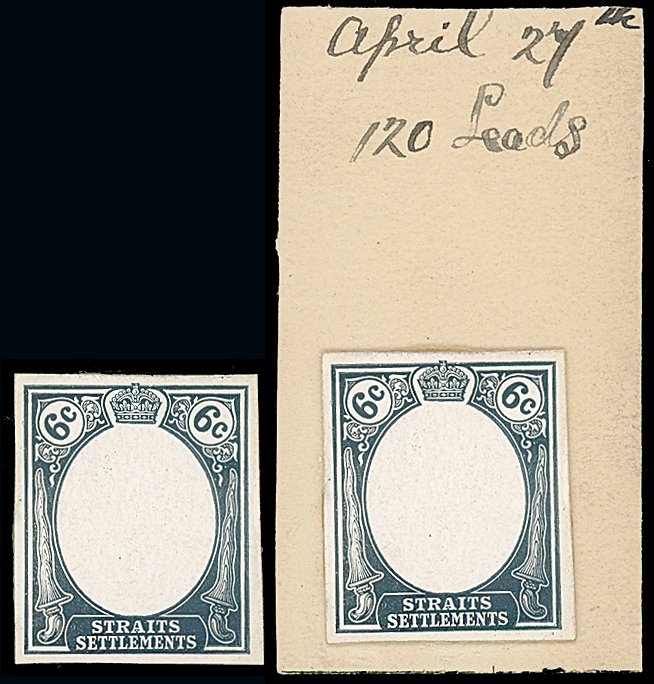 April 27th
120 Leads
6c 6c
STRAITS
SETTLEMENTS
6c 6c
STRAITS
SETTLEMENTS